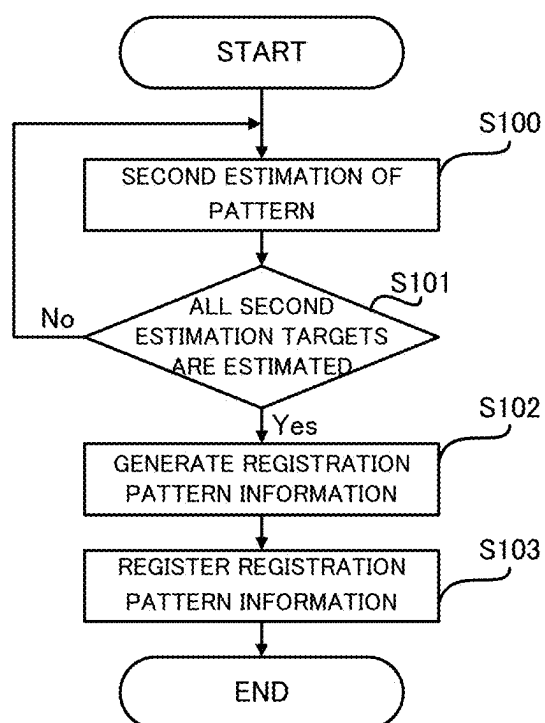 START
S100
SECOND ESTIMATION OF
PATTERN
S101
ALL SECOND
ESTIMATION TARGETS
ARE ESTIMATED
No
Yes
S102
GENERATE REGISTRATION
PATTERN INFORMATION
S103
REGISTER REGISTRATION
PATTERN INFORMATION
END